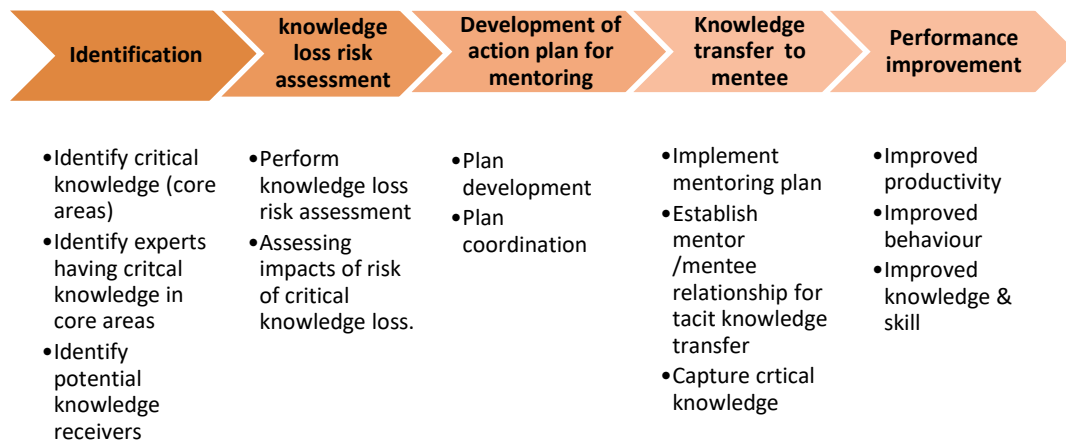 Identification
knowledge
loss risk
assessment
Development of
action plan for
mentoring
Knowledge
transfer to
mentee
Performance
improvement
•Identify critical
knowledge (core
areas)
•Identify experts
having critcal
knowledge in
core areas
•Identify
potential
knowledge
receivers
•Perform
knowledge loss
risk assessment
•Assessing
impacts of risk
of critical
knowledge loss.
•Plan
development
•Plan
coordination
•Implement
mentoring plan
•Establish
mentor
/mentee
relationship for
tacit knowledge
transfer
•Capture crtical
knowledge
•Improved
productivity
•Improved
behaviour
•Improved
knowledge &
skill